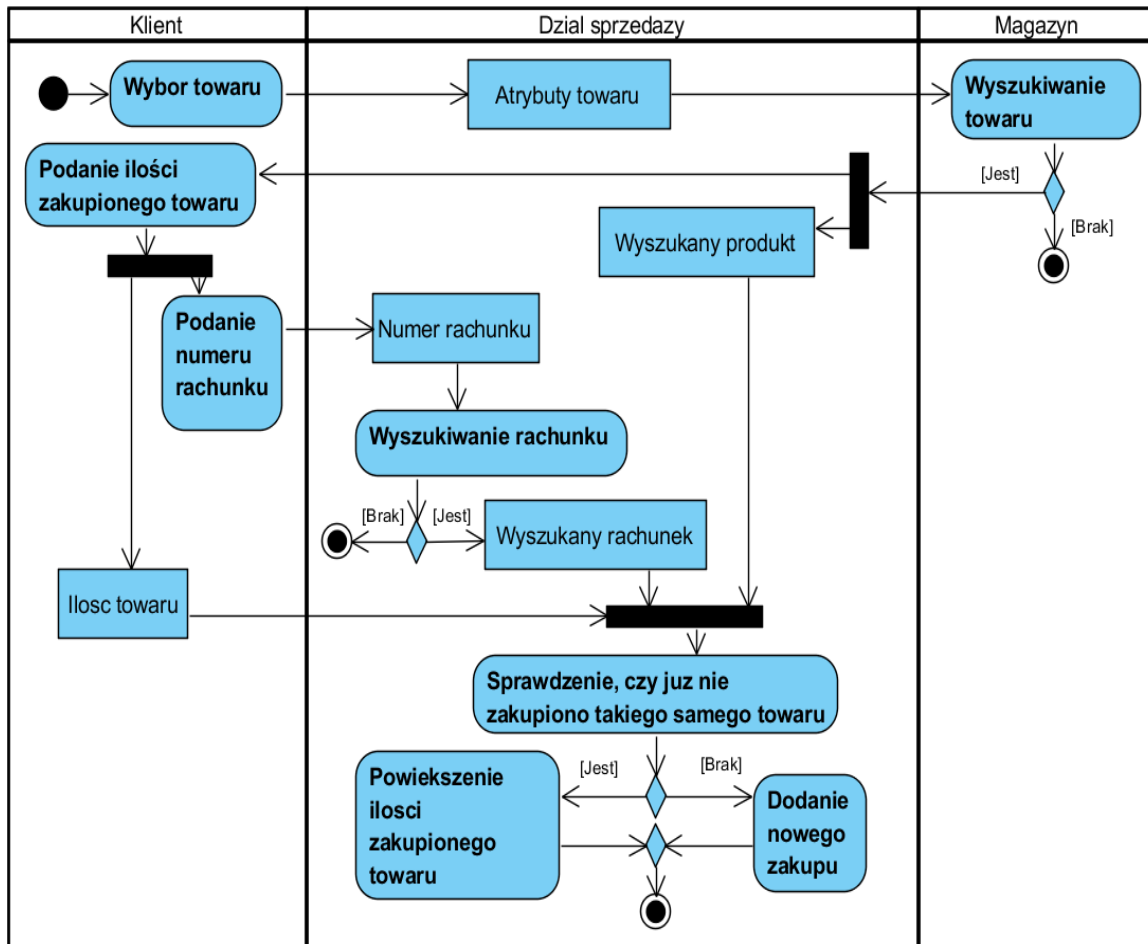 Klient
Dzial sprzedazy
Magazyn
Wybor towaru
Atrybuty towaru
Wyszukiwanie
towaru
Podanie ilości
zakupionego towaru
[Jest]
[Brak]
Wyszukany produkt
Podanie
numeru
rachunku
Numer rachunku
Wyszukiwanie rachunku
[Brak]
[Jest]
Wyszukany rachunek
Ilosc towaru
Sprawdzenie, czy juz nie
zakupiono takiego samego towaru
[Jest]
[Brak]
Powiekszenie
ilosci
zakupionego
towaru
Dodanie
nowego
zakupu